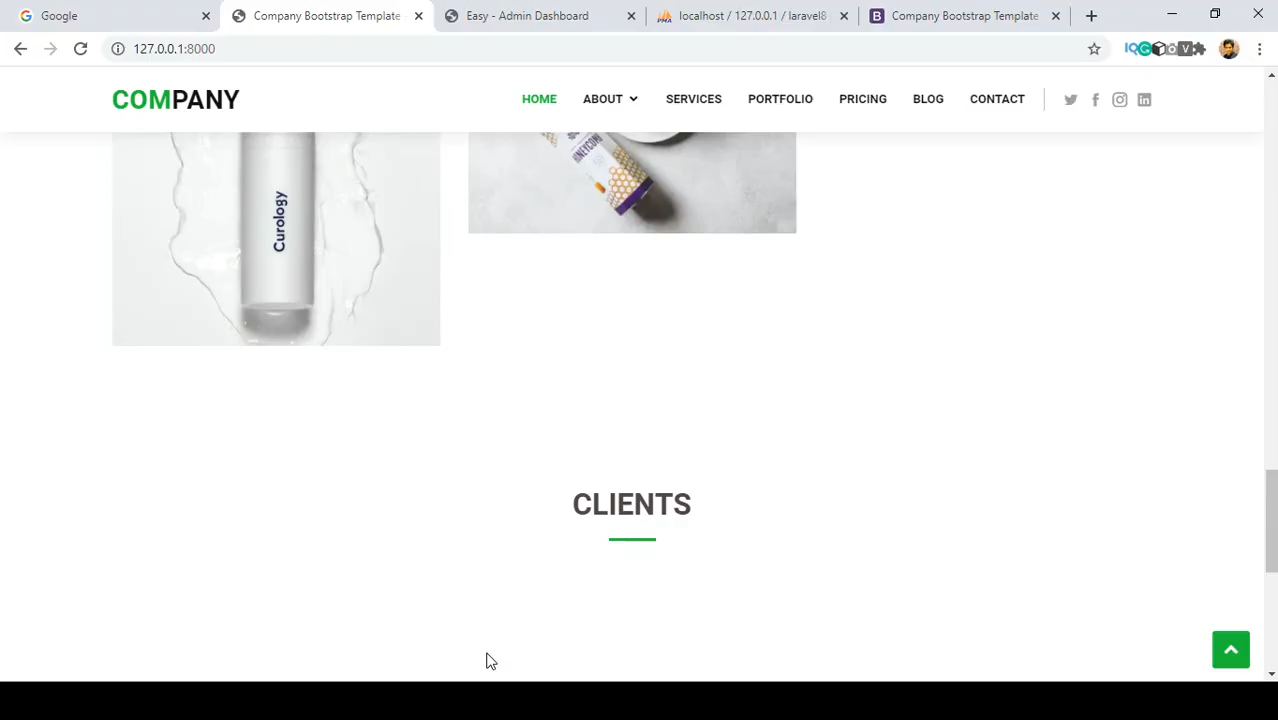 Google
Company Bootstrap Template
Easy - Admin Dashboard
localhost / 127.0.0.1 / laravel8
Company Bootstrap Template
127.0.0.1:8000
COMPANY
HOME
ABOUT
SERVICES
PORTFOLIO
PRICING
BLOG
CONTACT
Curology
CLIENTS